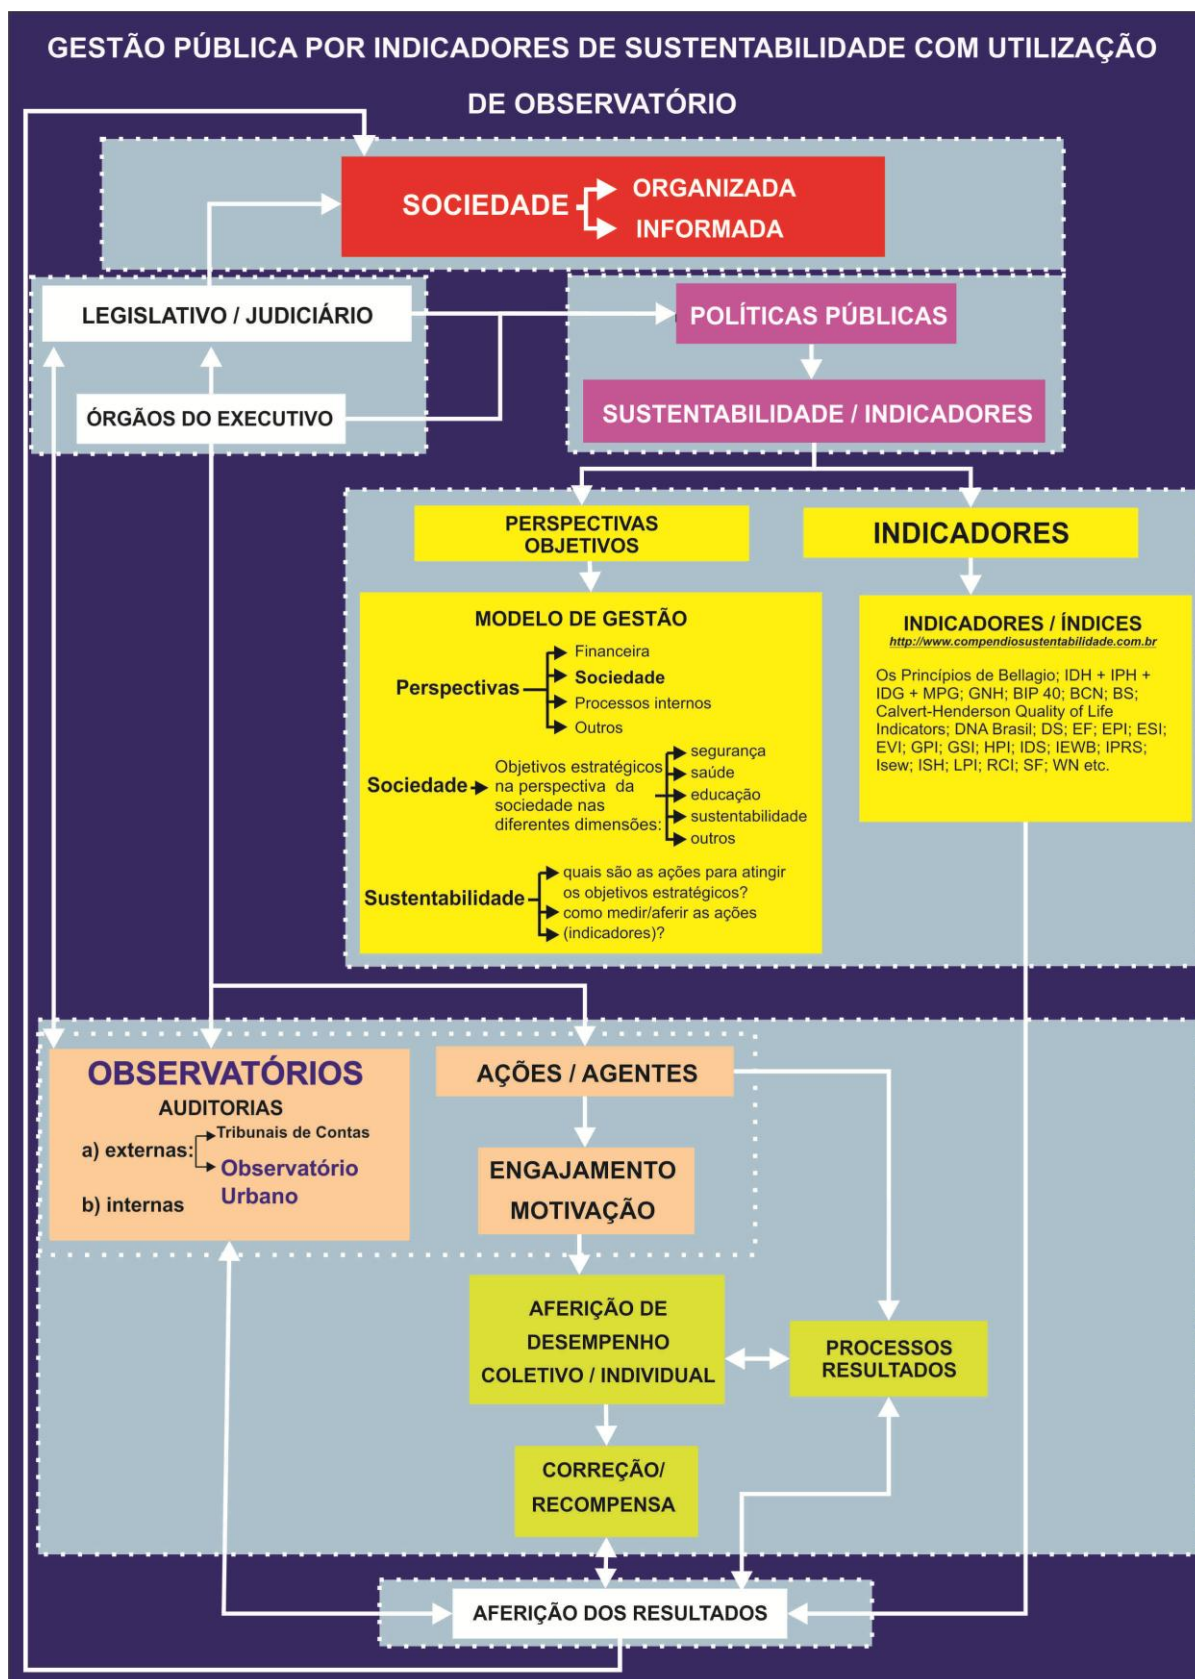 GESTÃO PÚBLICA POR INDICADORES DE SUSTENTABILIDADE COM UTILIZAÇÃO
DE OBSERVATÓRIO
SOCIEDADE
ORGANIZADA
INFORMADA
LEGISLATIVO / JUDICIÁRIO
ÓRGÃOS DO EXECUTIVO
POLÍTICAS PÚBLICAS
SUSTENTABILIDADE / INDICADORES
PERSPECTIVAS
OBJETIVOS
INDICADORES
MODELO DE GESTÃO
Perspectivas
Financeira
Sociedade
Processos internos
Outros
Sociedade
Objetivos estratégicos
na perspectiva da
sociedade nas
diferentes dimensões:
segurança
saúde
educação
sustentabilidade
outros
Sustentabilidade
quais são as ações para atingir
os objetivos estratégicos?
como medir/aferir as ações
(indicadores)?
INDICADORES / ÍNDICES
http://www.compendiosustentabilidade.com.br
Os Princípios de Bellagio; IDH + IPH +
IDG + MPG; GNH; BIP 40; BCN; BS;
Calvert-Henderson Quality of Life
Indicators; DNA Brasil; DS; EF; EPI; ESI;
EVI; GPI; GSI; HPI; IDS; IEWB; IPRS;
Isew; ISH; LPI; RCI; SF; WN etc.
OBSERVATÓRIOS
AUDITORIAS
a) externas:
Tribunais de Contas
Observatório
Urbano
b) internas
AÇÕES / AGENTES
ENGAJAMENTO
MOTIVAÇÃO
AFERIÇÃO DE
DESEMPENHO
COLETIVO / INDIVIDUAL
PROCESSOS
RESULTADOS
CORREÇÃO/
RECOMPENSA
AFERIÇÃO DOS RESULTADOS